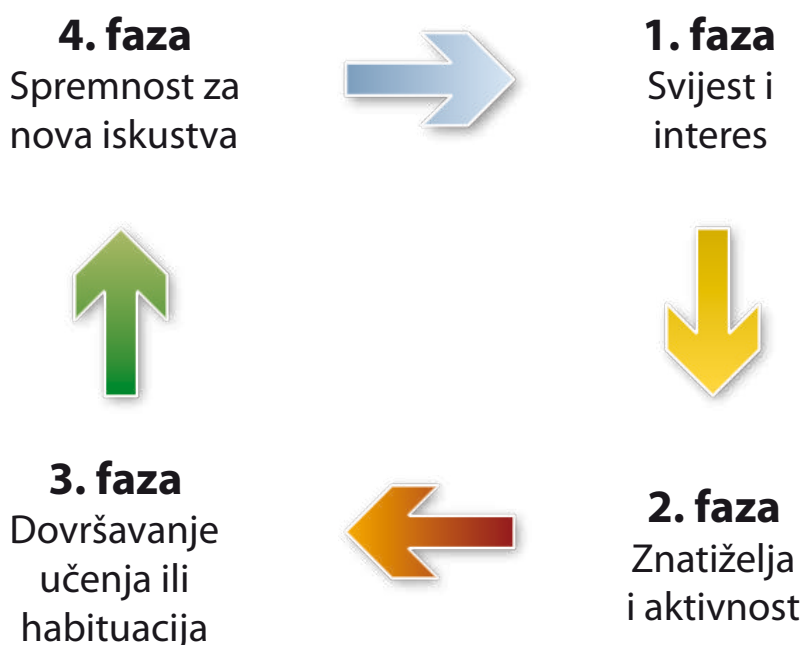 4. faza
Spremnost za
nova iskustva
1. faza
Svijest i
interes
3. faza
Dovršavanje
učenja ili
habituacija
2. faza
Znatiželja
i aktivnost